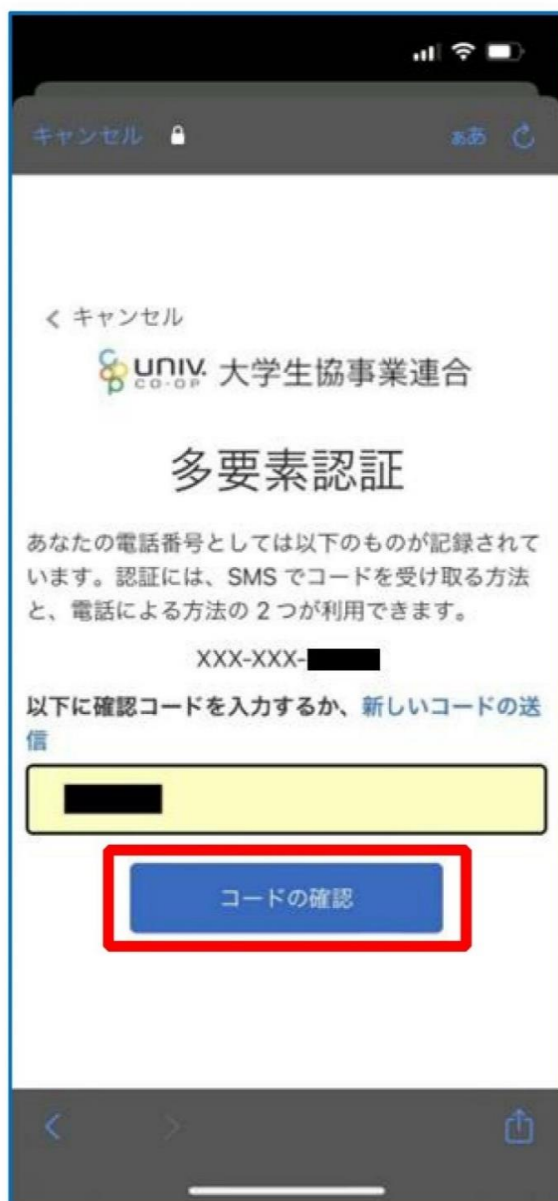 キャンセル
ぁあ
キャンセル
UNIV. CO-OP 大学生協事業連合
多要素認証
あなたの電話番号としては以下のものが記録されて
います。認証には、SMS でコードを受け取る方法
と、電話による方法の 2 つが利用できます。
XXX-XXX-
以下に確認コードを入力するか、新しいコードの送
信
コードの確認